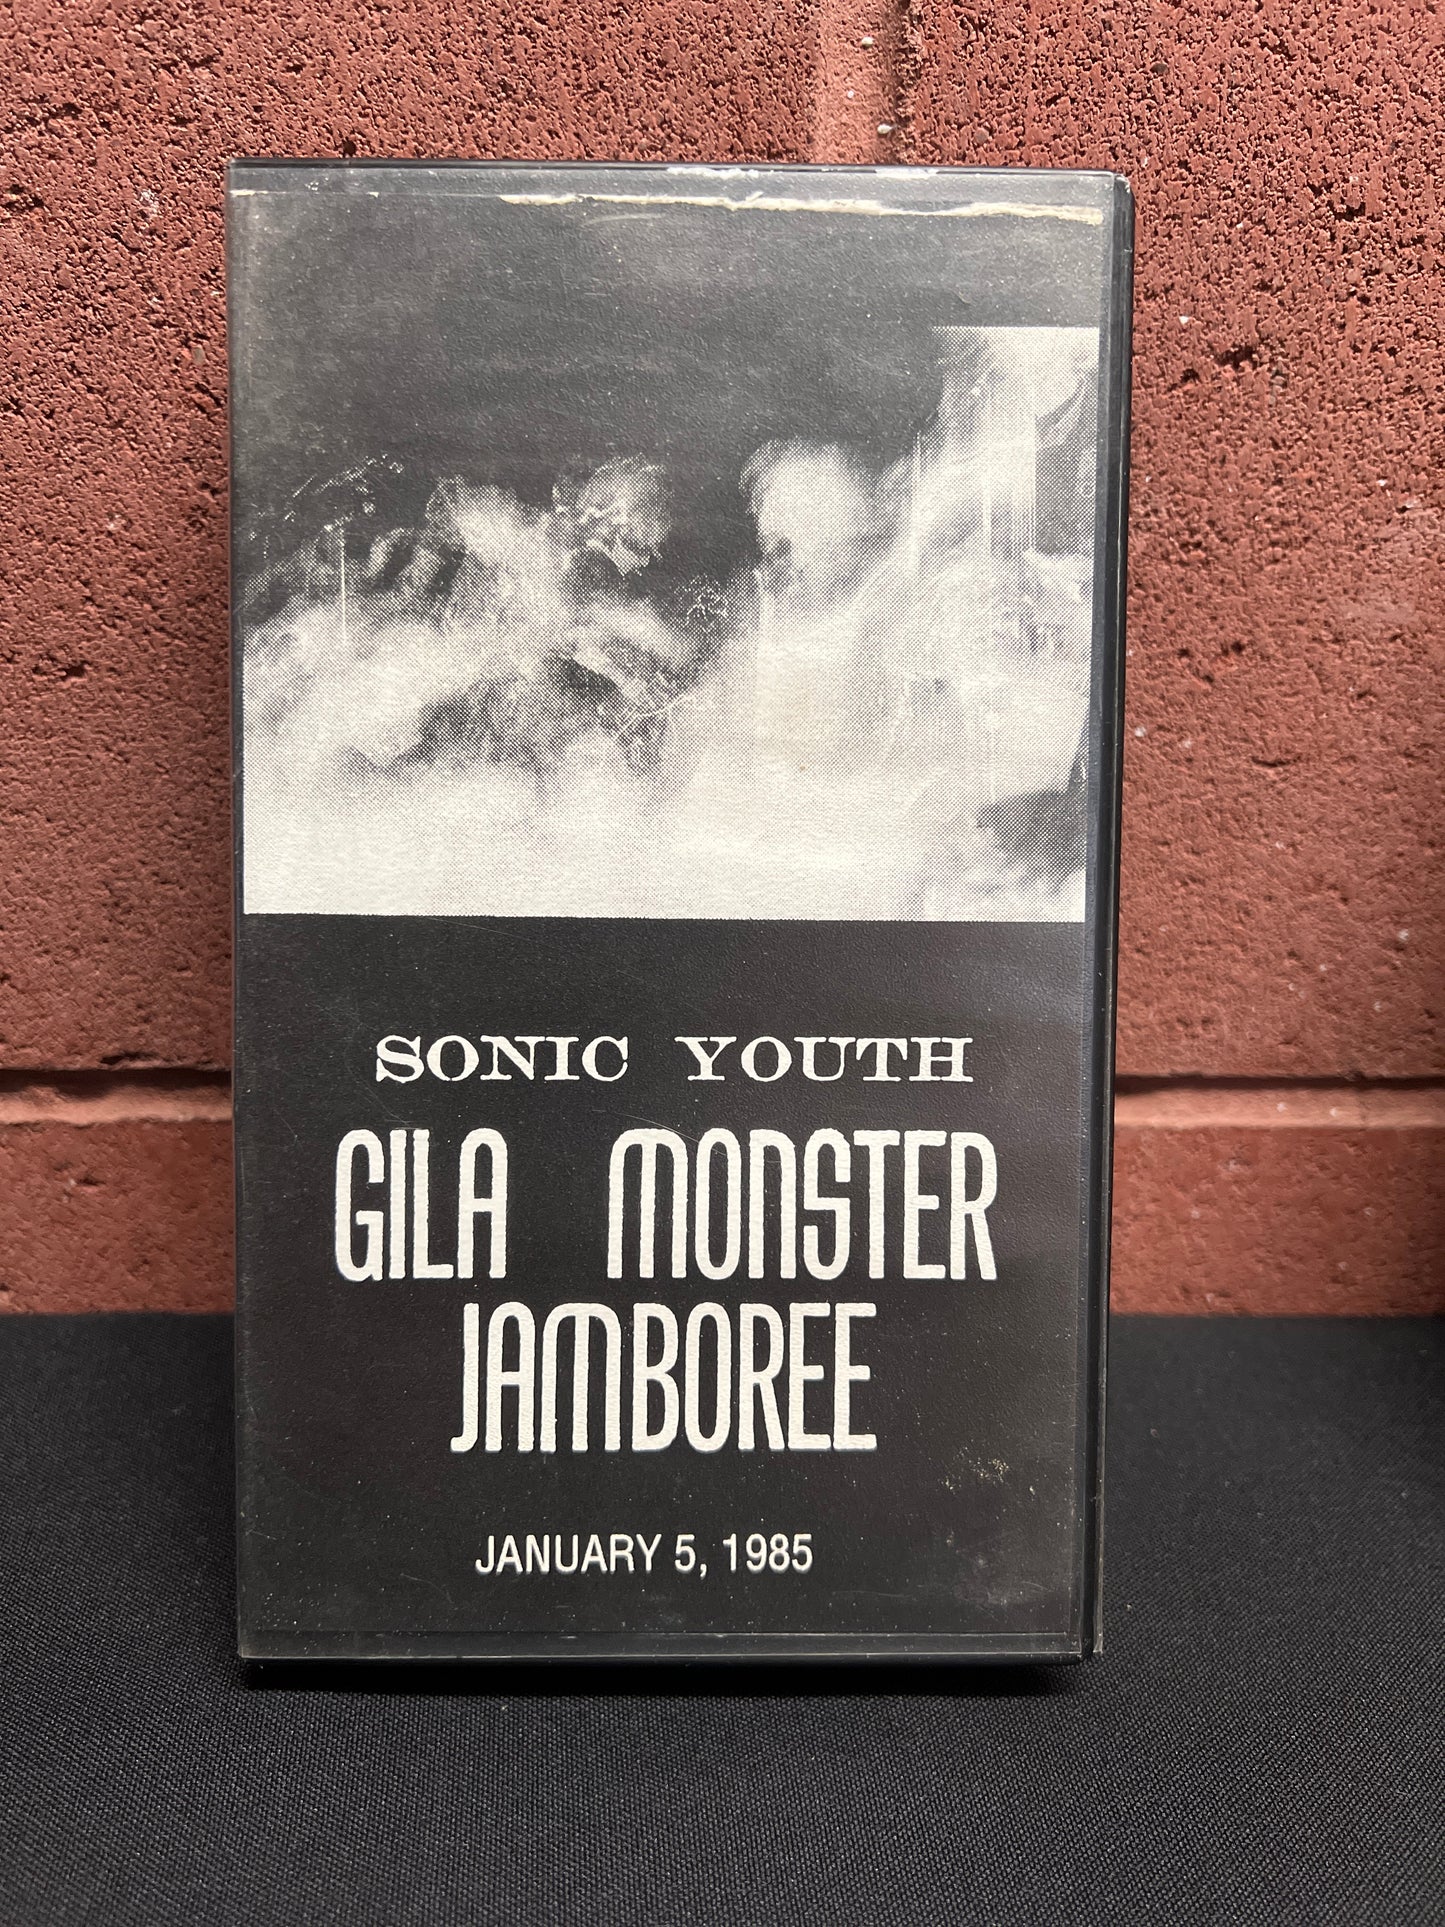 SONIC YOUTH
GILA MONSTER
JAMBOREE
JANUARY 5, 1985